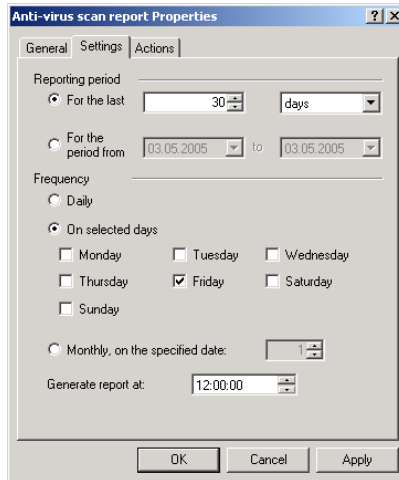 Anti-virus scan report Properties
General Settings Actions
Reporting period
For the last 30 days
For the period from 03.05.2005 to 03.05.2005
Frequency
Daily
On selected days
Monday Tuesday Wednesday
Thursday Friday Saturday
Sunday
Monthly, on the specified date: 1
Generate report at: 12:00:00
OK Cancel Apply